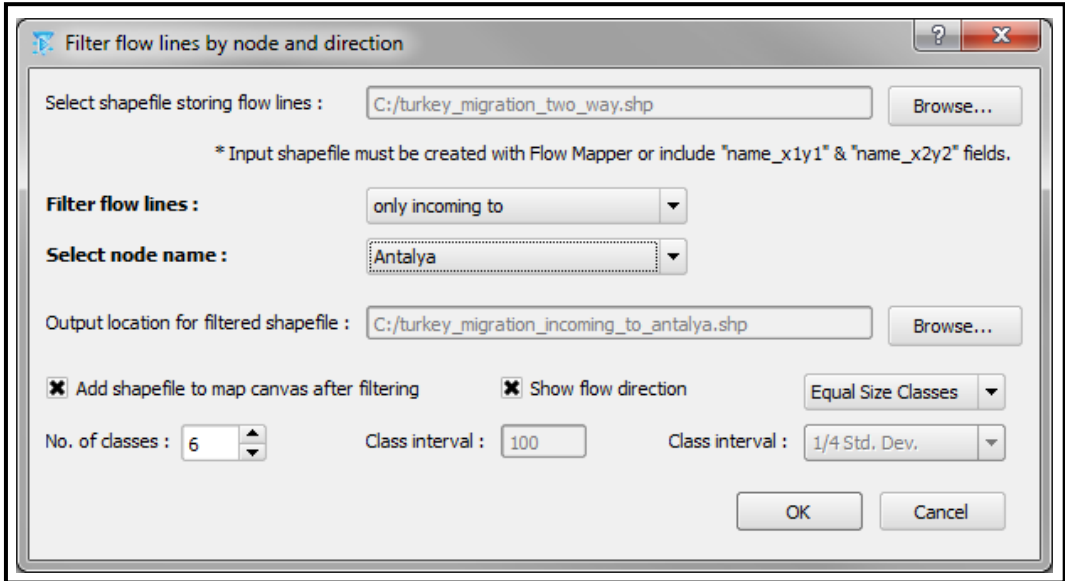 Filter flow lines by node and direction
?
X
Select shapefile storing flow lines : C:/turkey_migration_two_way.shp Browse...
* Input shapefile must be created with Flow Mapper or include "name_x1y1" & "name_x2y2" fields.
Filter flow lines : only incoming to
Select node name : Antalya
Output location for filtered shapefile : C:/turkey_migration_incoming_to_antalya.shp Browse...
Add shapefile to map canvas after filtering Show flow direction Equal Size Classes
No. of classes : 6 Class interval : 100 Class interval : 1/4 Std. Dev.
OK Cancel